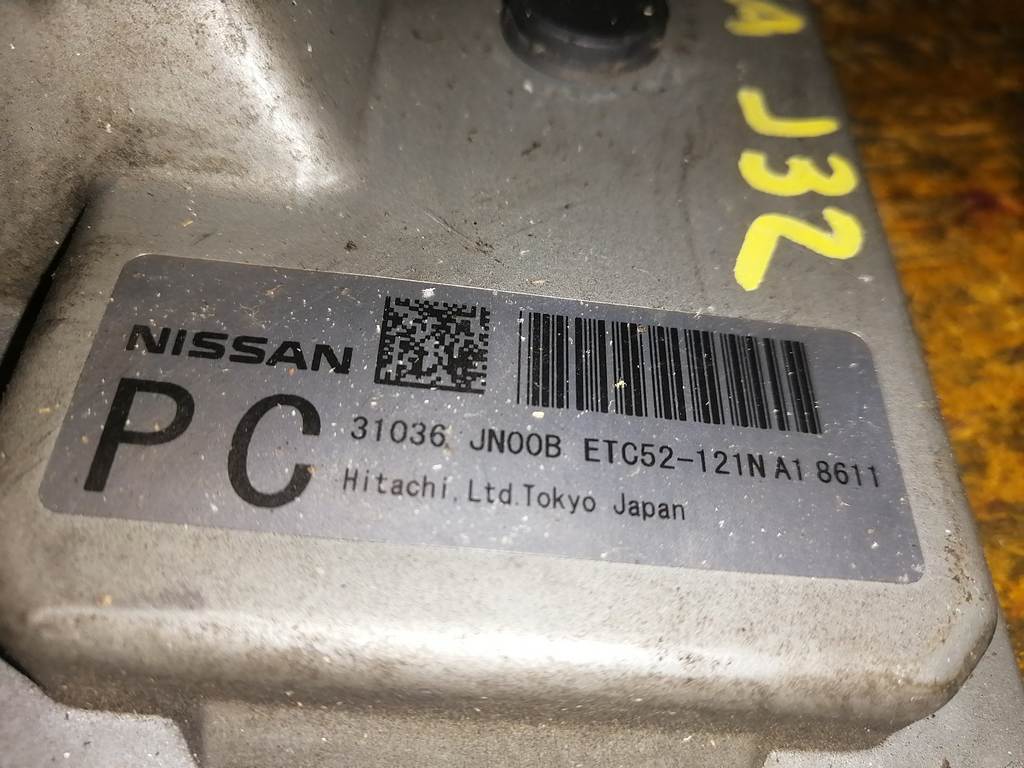 A J32
NISSAN
PC
31036 JN00B ETC52-121N A1 8611
Hitachi,Ltd.Tokyo Japan